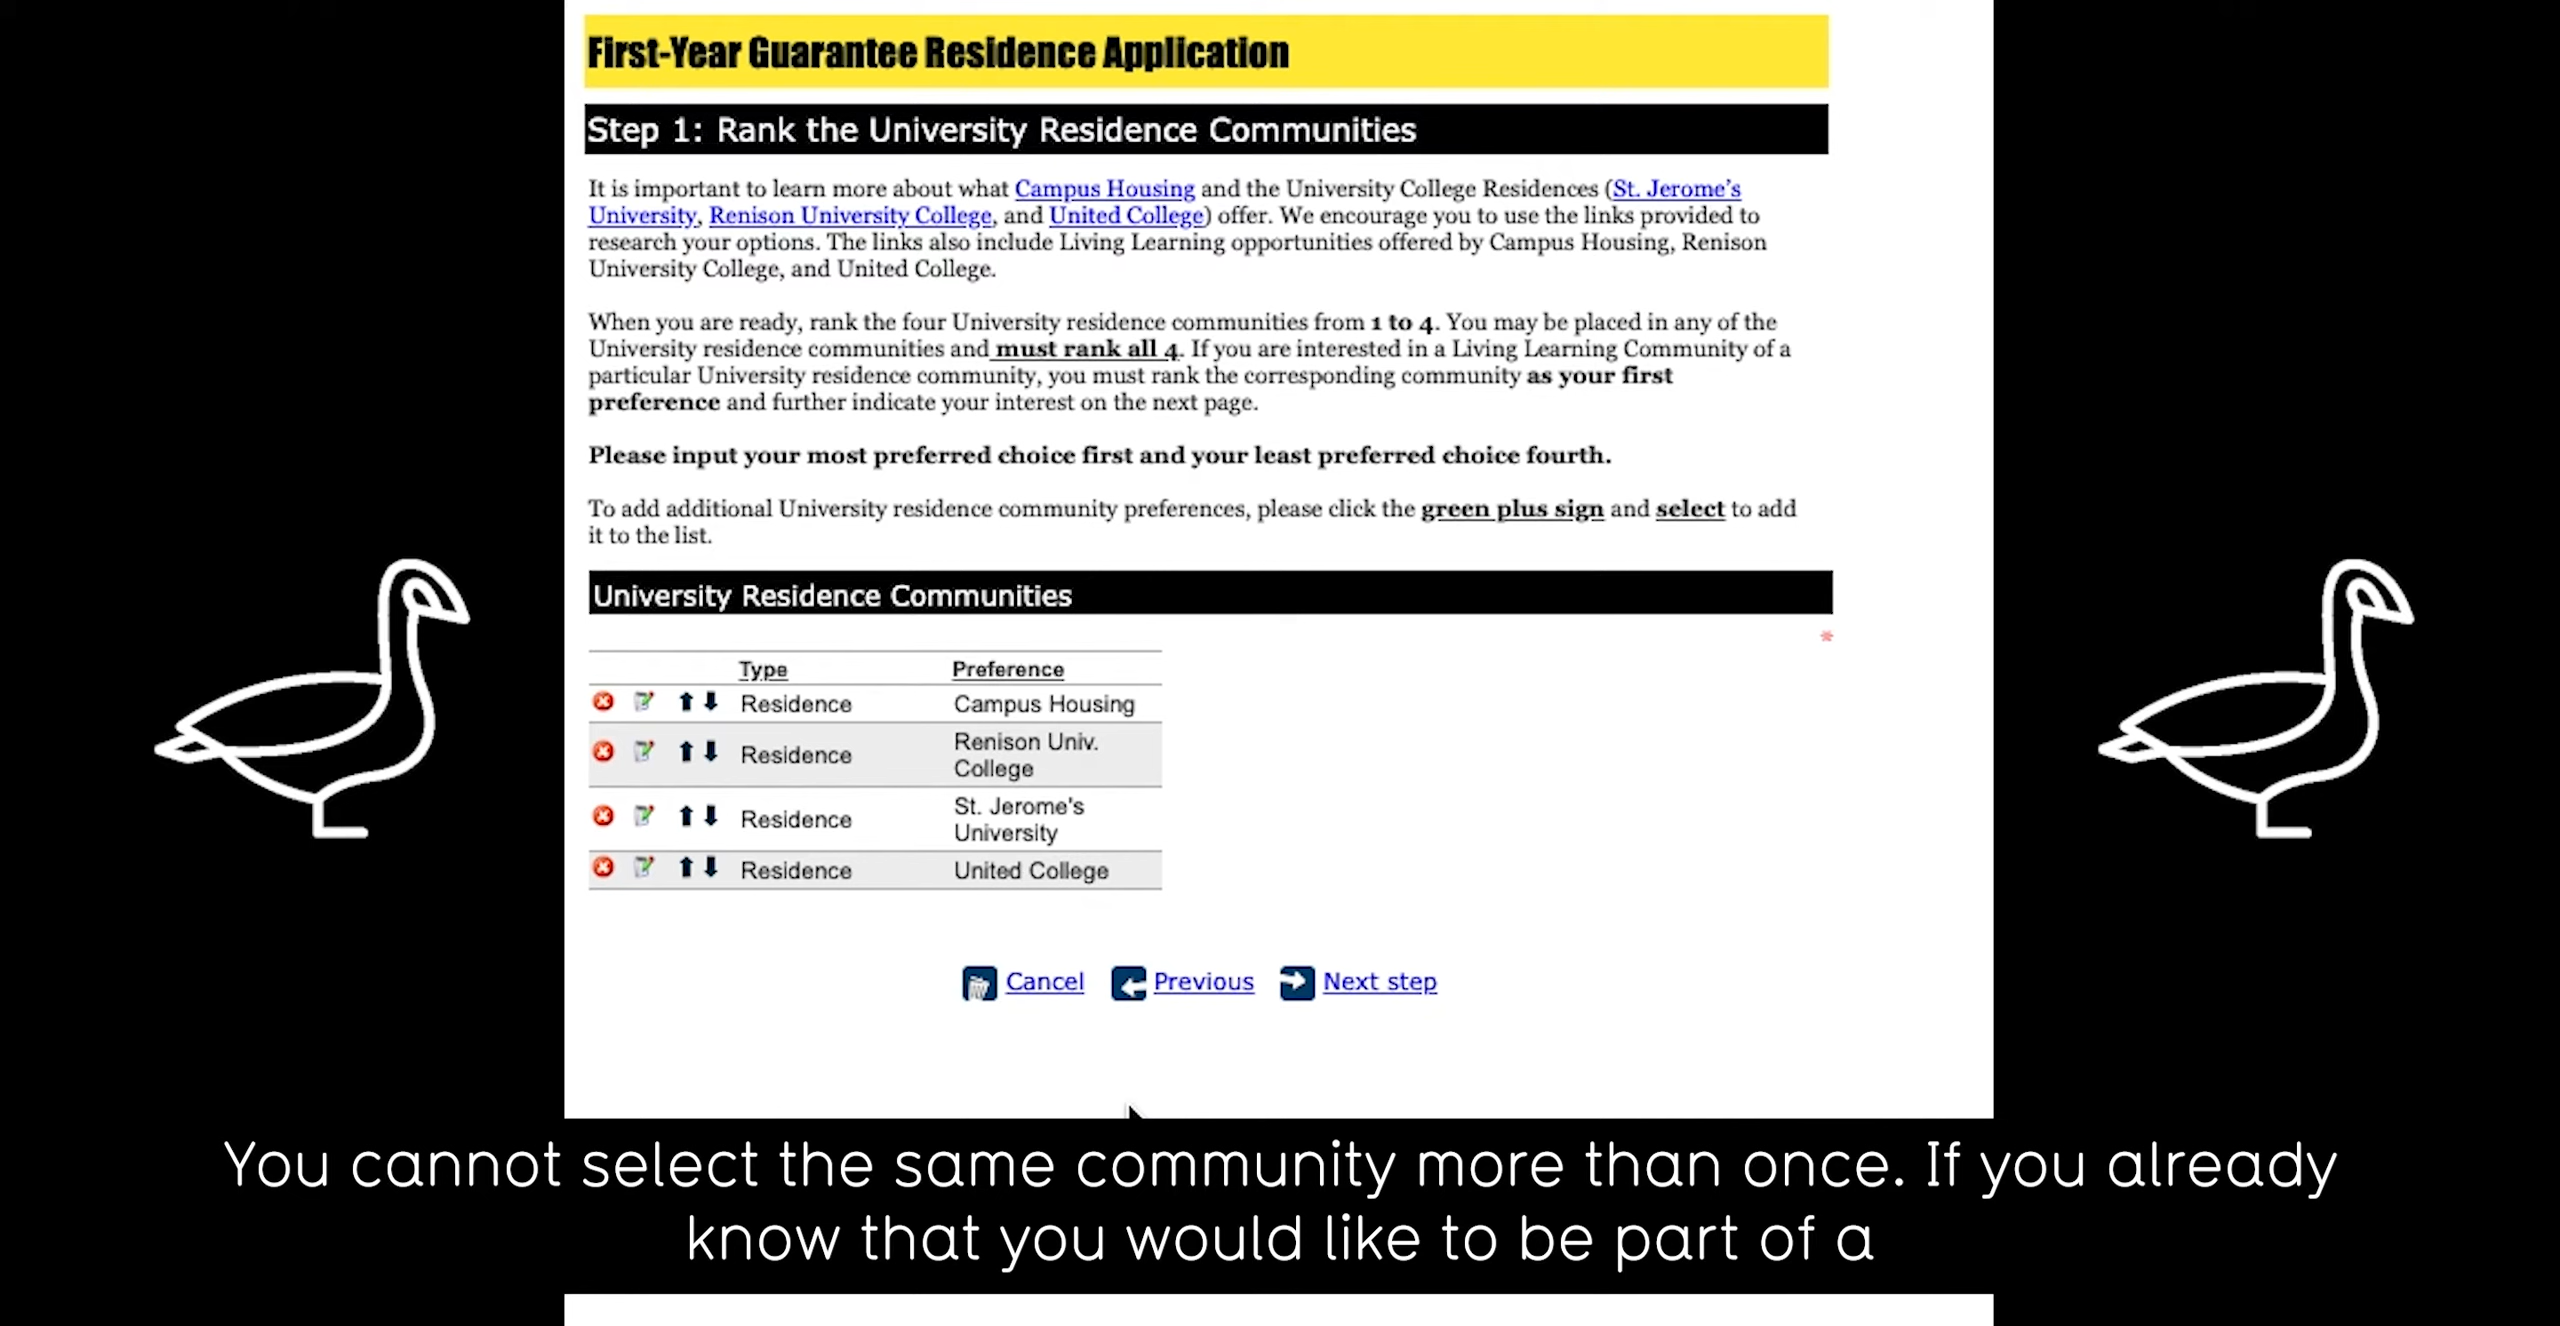 First-Year Guarantee Residence Application
Step 1: Rank the University Residence Communities
It is important to learn more about what Campus Housing and the University College Residences (St. Jerome’s
University, Renison University College, and United College) offer. We encourage you to use the links provided to
research your options. The links also include Living Learning opportunities offered by Campus Housing, Renison
University College, and United College.
When you are ready, rank the four University residence communities from 1 to 4. You may be placed in any of the
University residence communities and must rank all 4. If you are interested in a Living Learning Community of a
particular University residence community, you must rank the corresponding community as your first
preference and further indicate your interest on the next page.
Please input your most preferred choice first and your least preferred choice fourth.
To add additional University residence community preferences, please click the green plus sign and select to add
it to the list.
University Residence Communities
*
Type Preference
Residence Campus Housing
Residence Renison Univ.
College
Residence St. Jerome's
University
Residence United College
Cancel Previous Next step
You cannot select the same community more than once. If you already
know that you would like to be part of a